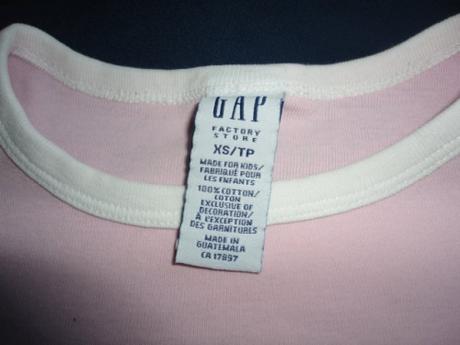 GAP
FACTORY
STORE
XS/TP
MADE FOR KIDS/
FABRIQUÉ POUR
LES ENFANTS
100% COTTON/
COTON
EXCLUSIVE OF
DECORATION/
À L'EXCEPTION
DES GARNITURES
MADE IN
GUATEMALA
CA 17897